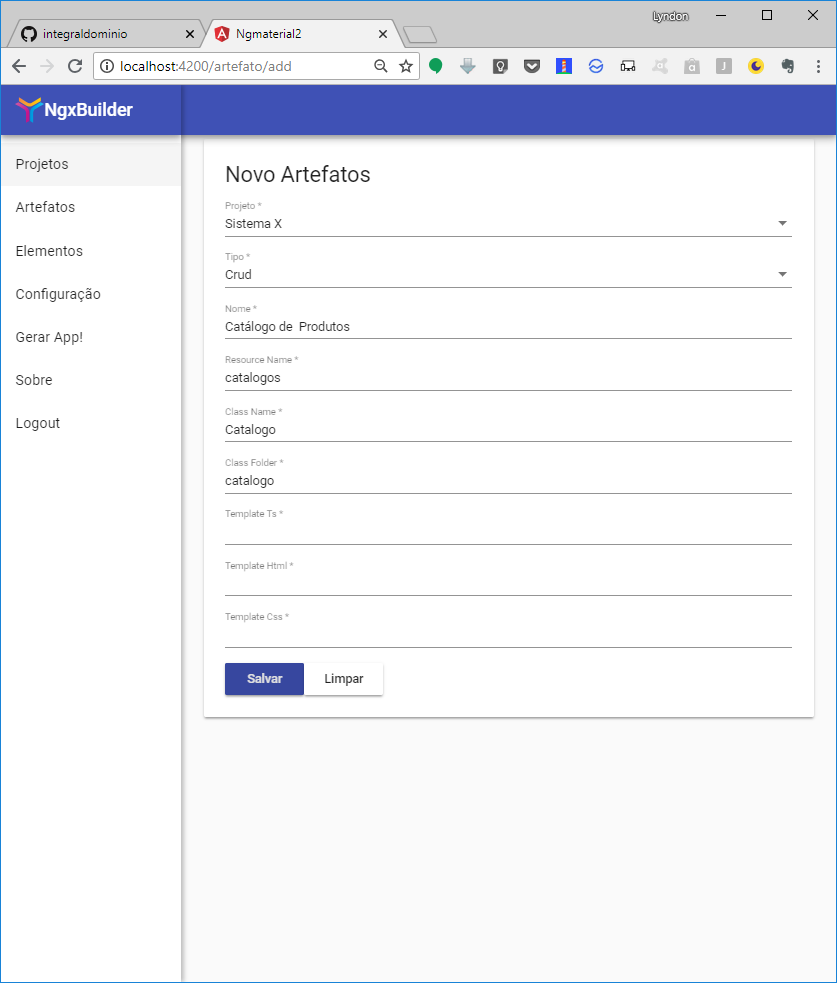 Lyndon
integraldominio
Ngmaterial2
localhost:4200/artefato/add
NgxBuilder
Projetos
Artefatos
Elementos
Configuração
Gerar App!
Sobre
Logout
Novo Artefatos
Projeto *
Sistema X
Tipo *
Crud
Nome *
Catálogo de  Produtos
Resource Name *
catalogos
Class Name *
Catalogo
Class Folder *
catalogo
Template Ts *
Template Html *
Template Css *
Salvar Limpar